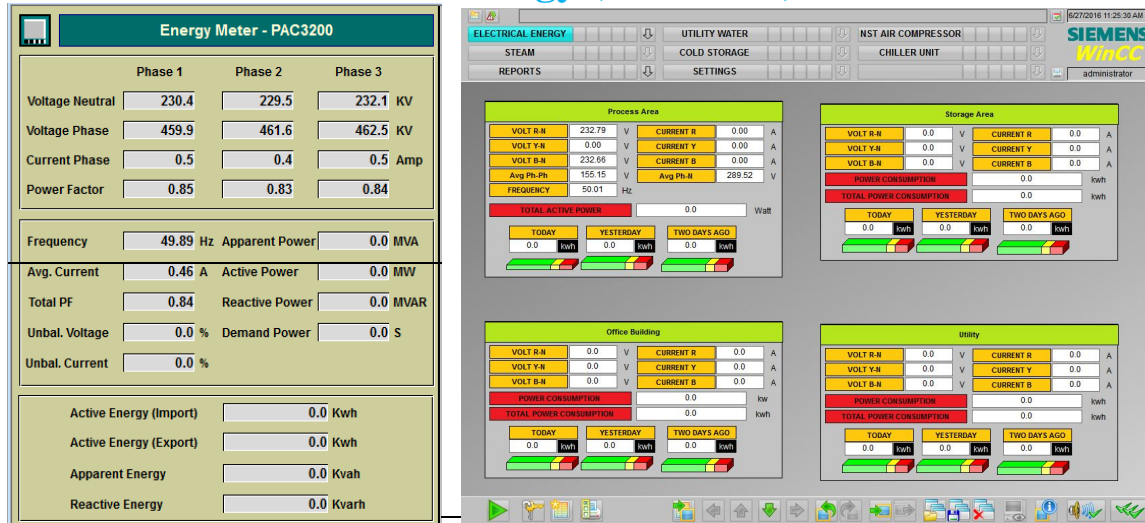 Energy Meter - PAC3200
Phase 1 Phase 2 Phase 3
Voltage Neutral 230.4 229.5 232.1 KV
Voltage Phase 459.9 461.6 462.5 KV
Current Phase 0.5 0.4 0.5 Amp
Power Factor 0.85 0.83 0.84
Frequency 49.89 Hz Apparent Power 0.0 MVA
Avg. Current 0.46 A Active Power 0.0 MW
Total PF 0.84 Reactive Power 0.0 MVAR
Unbal. Voltage 0.0 % Demand Power 0.0 S
Unbal. Current 0.0 %
Active Energy (Import) 0.0 Kwh
Active Energy (Export) 0.0 Kwh
Apparent Energy 0.0 Kvah
Reactive Energy 0.0 Kvarh
6/27/2016 11:25:30 AM
ELECTRICAL ENERGY UTILITY WATER NST AIR COMPRESSOR SIEMENS
STEAM COLD STORAGE CHILLER UNIT WinCC
REPORTS SETTINGS administrator
Process Area
VOLT R-N 232.79 V CURRENT R 0.00 A
VOLT Y-N 0.00 V CURRENT Y 0.00 A
VOLT B-N 232.66 V CURRENT B 0.00 A
Avg Ph-Ph 155.15 V Avg Ph-N 289.52 V
FREQUENCY 50.01 Hz
TOTAL ACTIVE POWER 0.0 Watt
TODAY YESTERDAY TWO DAYS AGO
0.0 kwh 0.0 kwh 0.0 kwh
Storage Area
VOLT R-N 0.0 V CURRENT R 0.0 A
VOLT Y-N 0.0 V CURRENT Y 0.0 A
VOLT B-N 0.0 V CURRENT B 0.0 A
POWER CONSUMPTION 0.0 kwh
TOTAL POWER CONSUMPTION 0.0 kwh
TODAY YESTERDAY TWO DAYS AGO
0.0 kwh 0.0 kwh 0.0 kwh
Office Building
VOLT R-N 0.0 V CURRENT R 0.0 A
VOLT Y-N 0.0 V CURRENT Y 0.0 A
VOLT B-N 0.0 V CURRENT B 0.0 A
POWER CONSUMPTION 0.0 kw
TOTAL POWER CONSUMPTION 0.0 kwh
TODAY YESTERDAY TWO DAYS AGO
0.0 kwh 0.0 kwh 0.0 kwh
Utility
VOLT R-N 0.0 V CURRENT R 0.0 A
VOLT Y-N 0.0 V CURRENT Y 0.0 A
VOLT B-N 0.0 V CURRENT B 0.0 A
POWER CONSUMPTION 0.0 kwh
TOTAL POWER CONSUMPTION 0.0 kwh
TODAY YESTERDAY TWO DAYS AGO
0.0 kwh 0.0 kwh 0.0 kwh